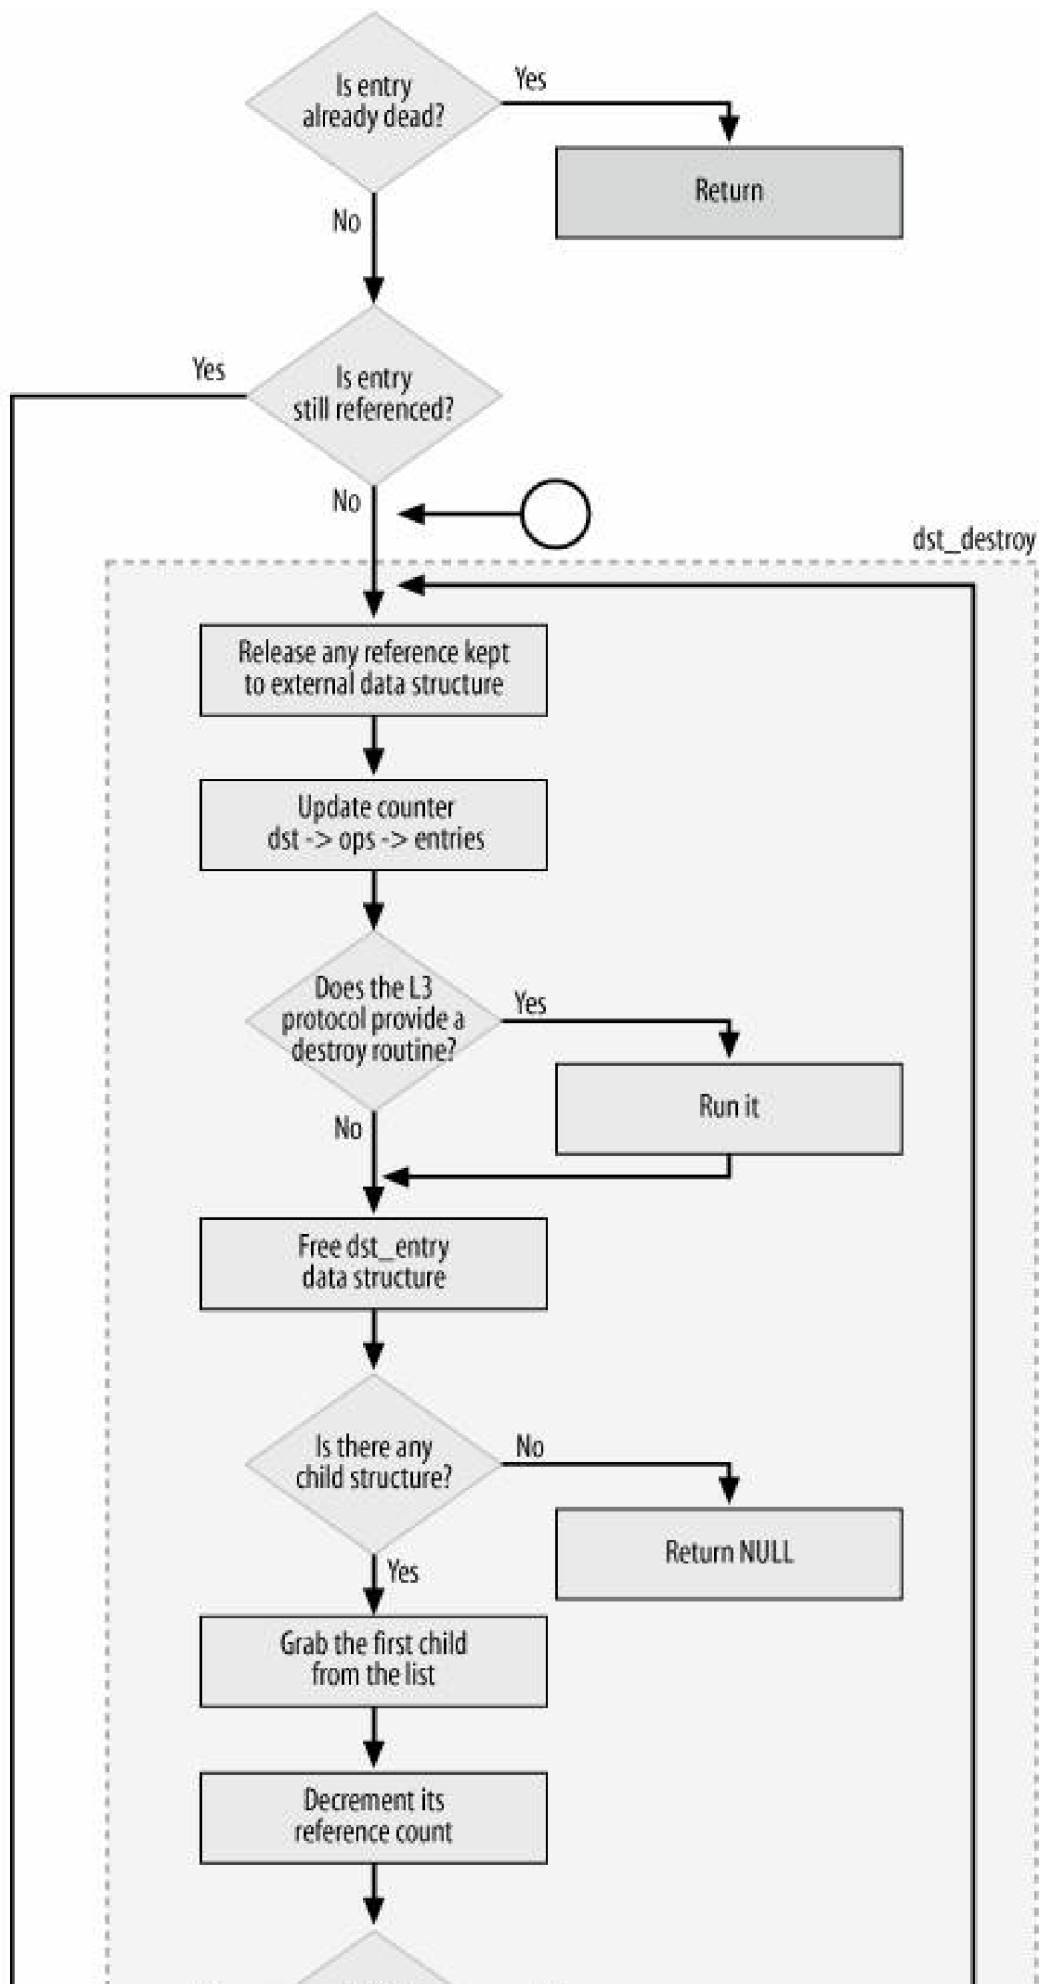 Is entry
already dead?
Yes
Return
No
Yes
Is entry
still referenced?
No
dst_destroy
Release any reference kept
to external data structure
Update counter
dst -> ops -> entries
Does the L3
protocol provide a
destroy routine?
Yes
Run it
No
Free dst_entry
data structure
Is there any
child structure?
No
Return NULL
Yes
Grab the first child
from the list
Decrement its
reference count